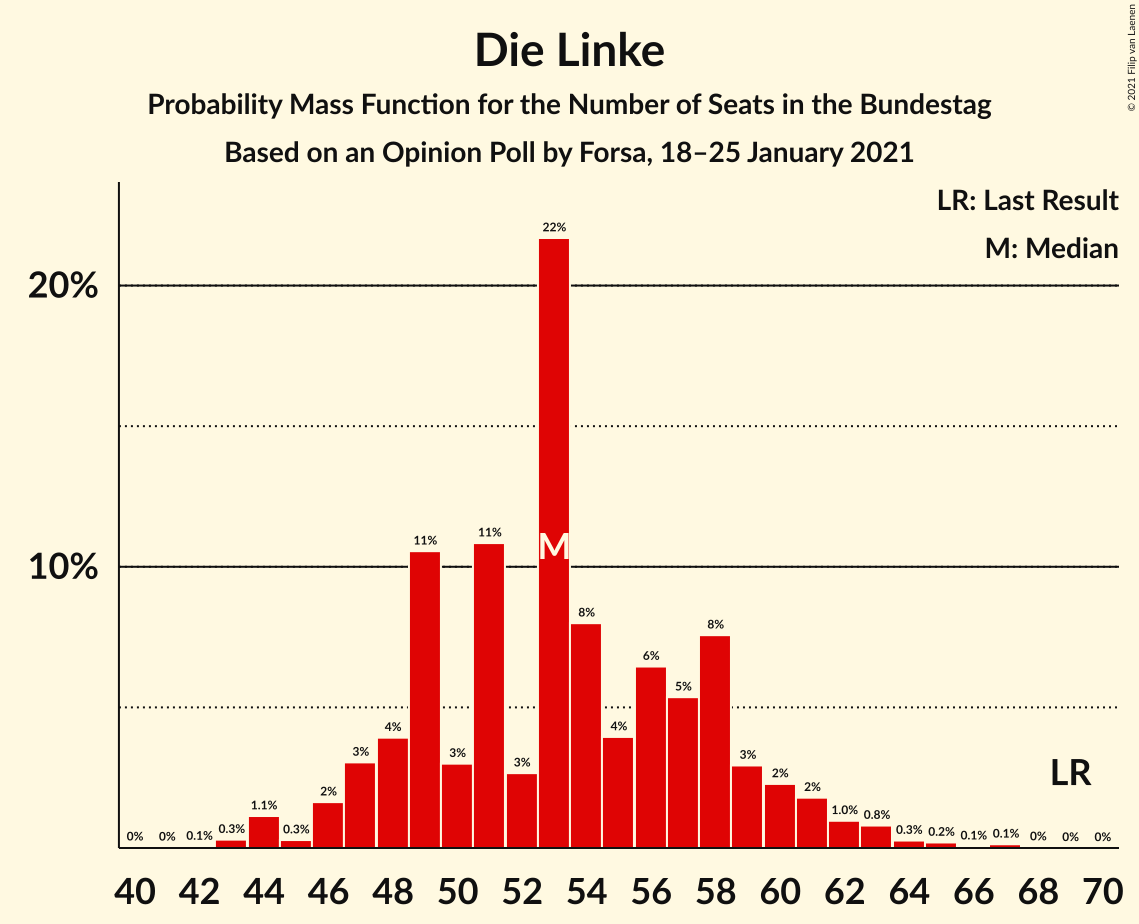 Die Linke
Probability Mass Function for the Number of Seats in the Bundestag
Based on an Opinion Poll by Forsa, 18–25 January 2021
© 2021 Filip van Laenen
LR: Last Result
M: Median
20%
10%
0% 0% 0.1% 0.3% 1.1% 0.3% 2% 3% 4% 11% 3% 11% 3% 22% 8% 4% 6% 5% 8% 3% 2% 2% 1.0% 0.8% 0.3% 0.2% 0.1% 0.1% 0% 0% 0%
M
LR
40 42 44 46 48 50 52 54 56 58 60 62 64 66 68 70